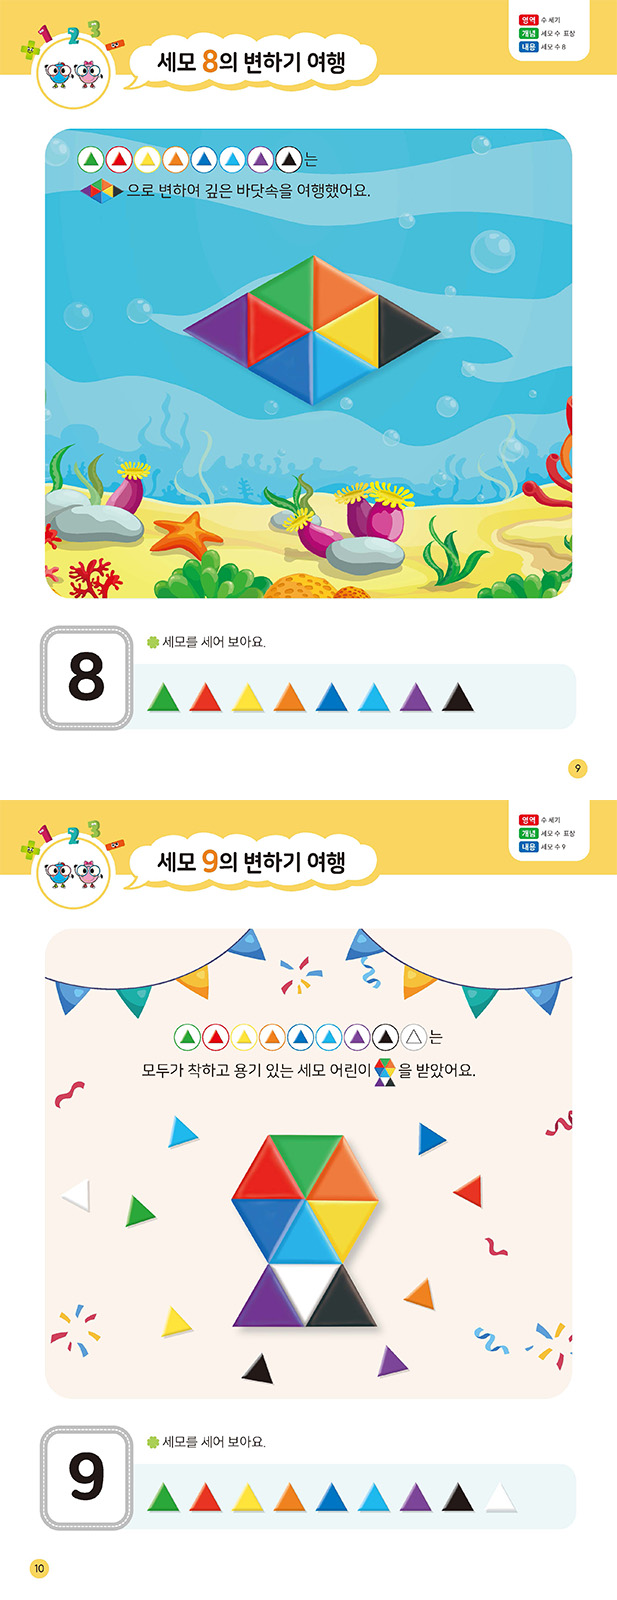 1 2 3
세모 8의 변하기 여행
영역 수 세기
개념 세모 수 표상
내용 세모 수 8
는
으로 변하여 깊은 바닷속을 여행했어요.
8
세모를 세어 보아요.
9
1 2 3
세모 9의 변하기 여행
영역 수 세기
개념 세모 수 표상
내용 세모 수 9
는
모두가 착하고 용기 있는 세모 어린이 을 받았어요.
9
세모를 세어 보아요.
10